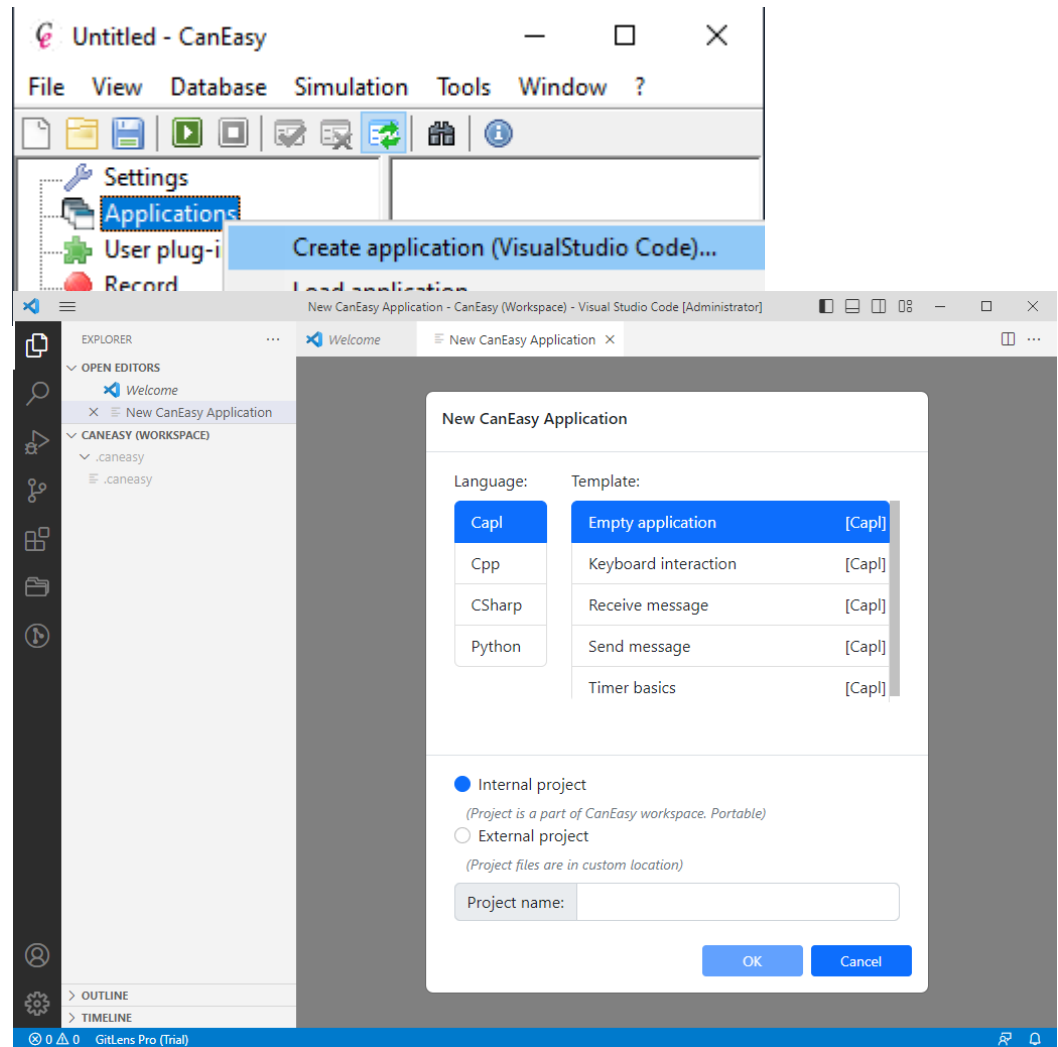 Untitled - CanEasy
File View Database Simulation Tools Window ?
Settings
Applications
User plug-i
Create application (VisualStudio Code)...
Record
Load application
New CanEasy Application - CanEasy (Workspace) - Visual Studio Code [Administrator]
EXPLORER ...
Welcome
New CanEasy Application
OPEN EDITORS
Welcome
New CanEasy Application
CANEASY (WORKSPACE)
.caneasy
.caneasy
New CanEasy Application
Language: Template:
Capl
Empty application [Capl]
Cpp
Keyboard interaction [Capl]
CSharp
Receive message [Capl]
Python
Send message [Capl]
Timer basics [Capl]
Internal project
(Project is a part of CanEasy workspace. Portable)
External project
(Project files are in custom location)
Project name:
OK
Cancel
OUTLINE
TIMELINE
0 0 GitLens Pro (Trial)